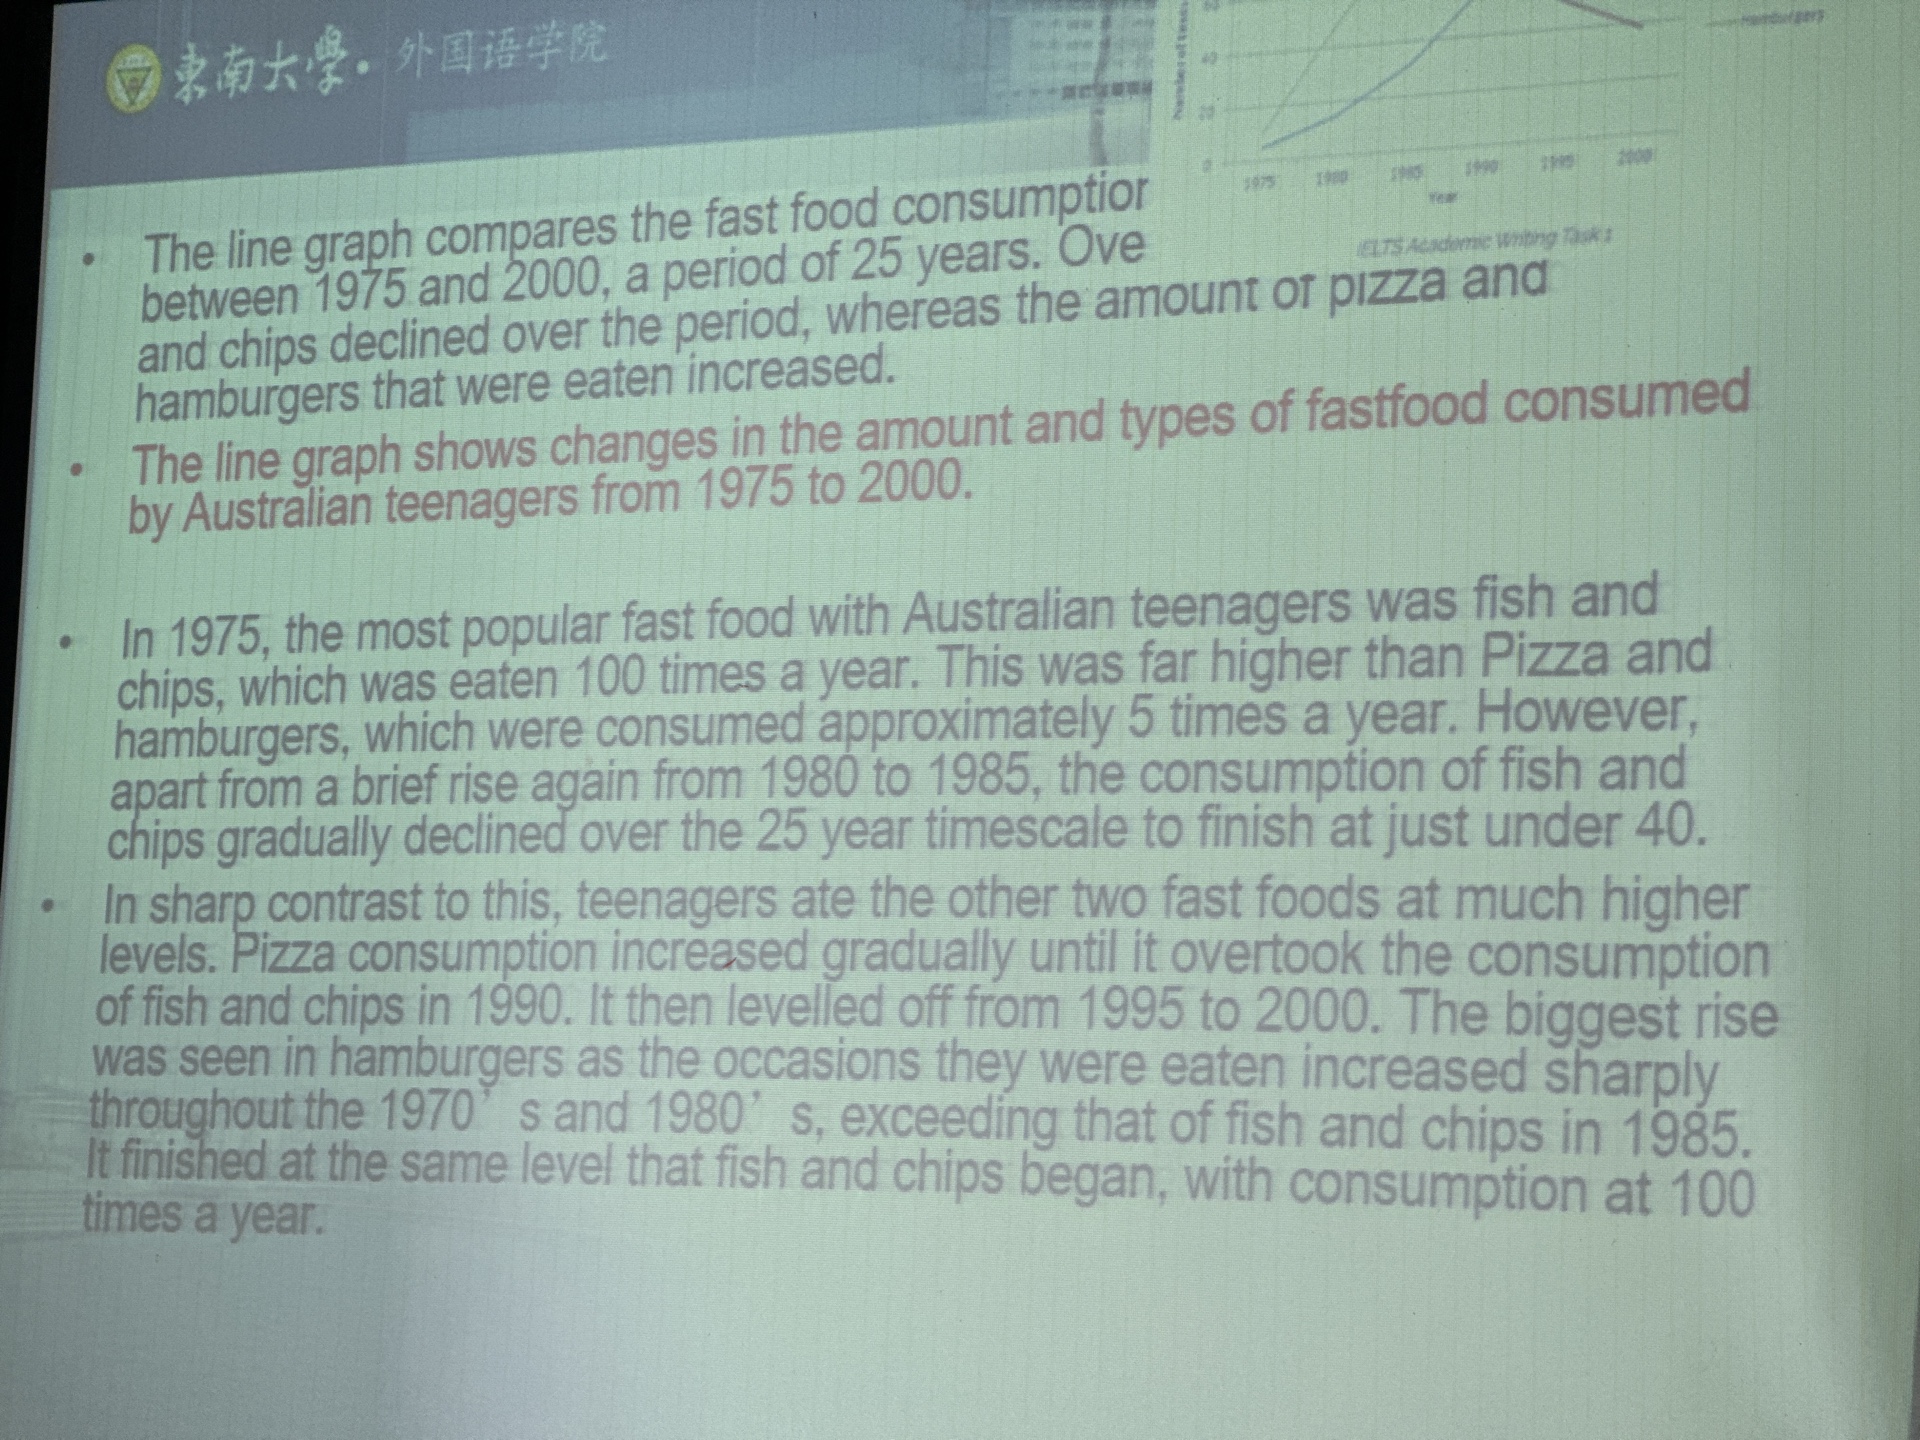 東南大學·外国语学院
40
20
0
1975 1980 1985 1990 1995 2000
Year
Hamburgers
IELTS Academic Writing Task 1
• The line graph compares the fast food consumption
between 1975 and 2000, a period of 25 years. Ove
and chips declined over the period, whereas the amount of pizza and
hamburgers that were eaten increased.
• The line graph shows changes in the amount and types of fastfood consumed
by Australian teenagers from 1975 to 2000.
• In 1975, the most popular fast food with Australian teenagers was fish and
chips, which was eaten 100 times a year. This was far higher than Pizza and
hamburgers, which were consumed approximately 5 times a year. However,
apart from a brief rise again from 1980 to 1985, the consumption of fish and
chips gradually declined over the 25 year timescale to finish at just under 40.
• In sharp contrast to this, teenagers ate the other two fast foods at much higher
levels. Pizza consumption increased gradually until it overtook the consumption
of fish and chips in 1990. It then levelled off from 1995 to 2000. The biggest rise
was seen in hamburgers as the occasions they were eaten increased sharply
throughout the 1970’s and 1980’s, exceeding that of fish and chips in 1985.
It finished at the same level that fish and chips began, with consumption at 100
times a year.